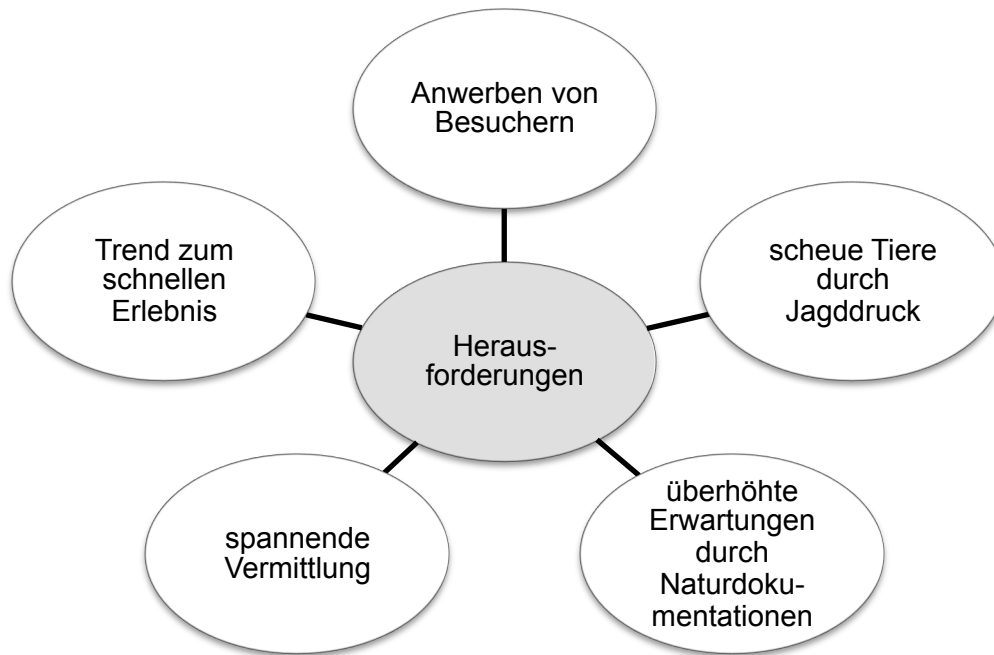 Anwerben von
Besuchern
Trend zum
schnellen
Erlebnis
scheue Tiere
durch
Jagddruck
Heraus-
forderungen
spannende
Vermittlung
überhöhte
Erwartungen
durch
Naturdoku-
mentationen